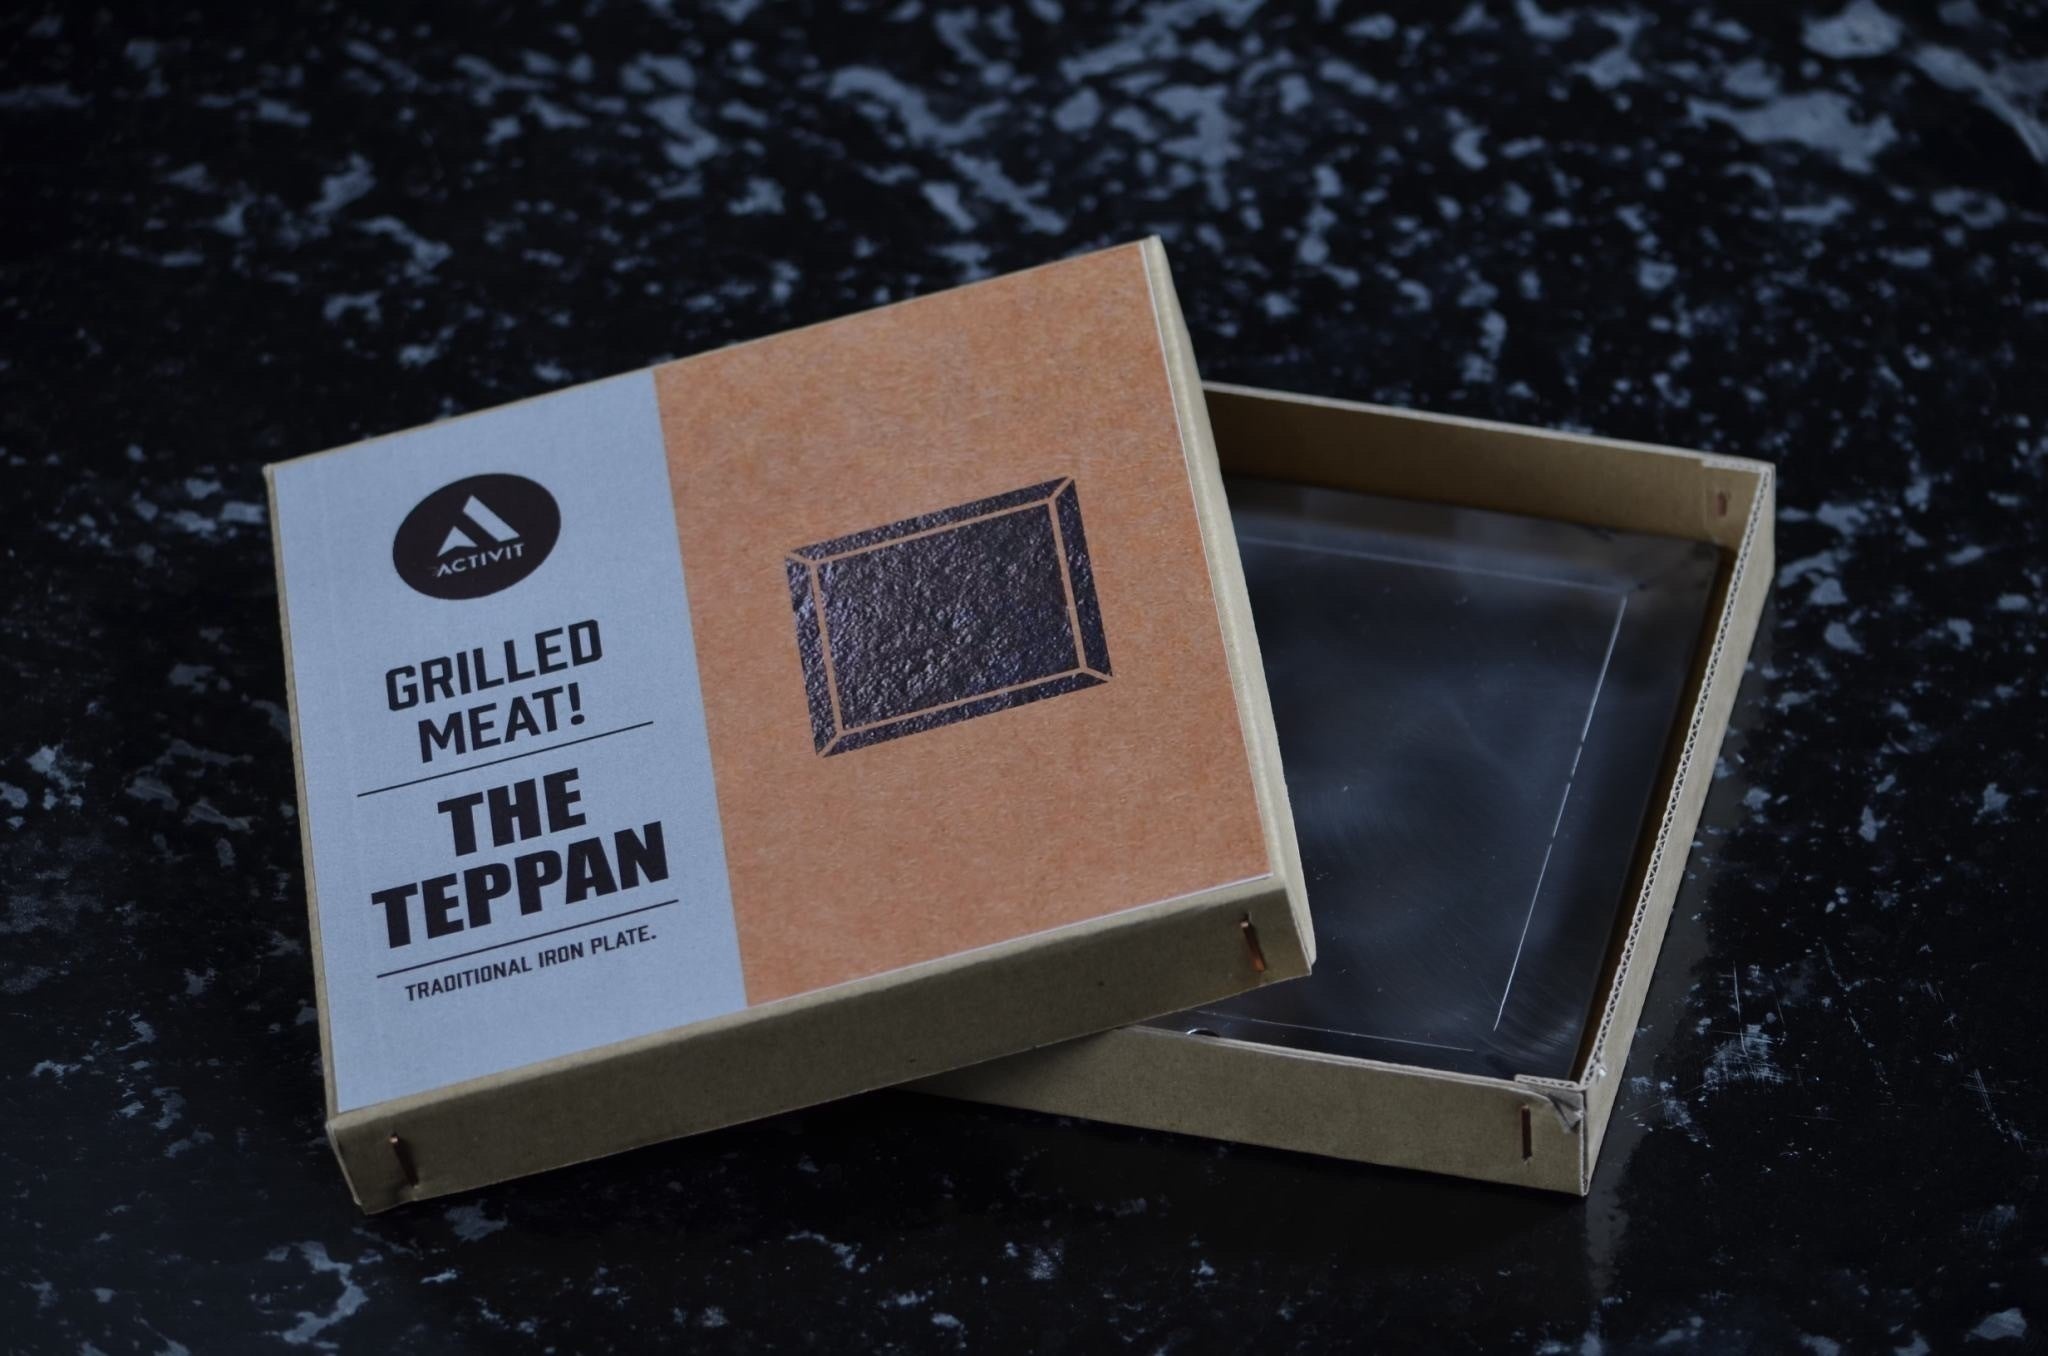 ACTIVIT
GRILLED
MEAT!
THE
TEPPAN
TRADITIONAL IRON PLATE.